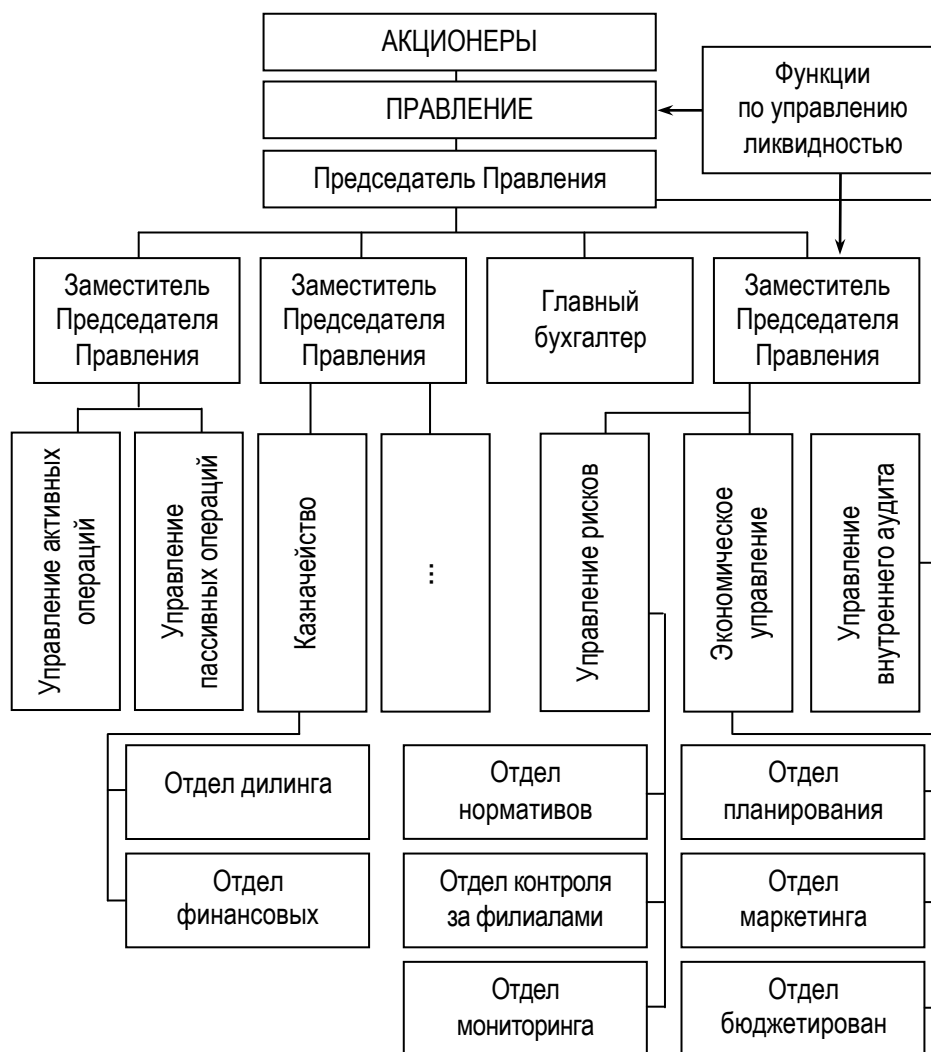 АКЦИОНЕРЫ
Функции
по управлению
ликвидностью
ПРАВЛЕНИЕ
Председатель Правления
Заместитель
Председателя
Правления
Заместитель
Председателя
Правления
Главный
бухгалтер
Заместитель
Председателя
Правления
Управление активных
операций
Управление
пассивных операций
Казначейство
...
Управление рисков
Экономическое
управление
Управление
внутреннего аудита
Отдел дилинга
Отдел
нормативов
Отдел
планирования
Отдел
финансовых
Отдел контроля
за филиалами
Отдел
маркетинга
Отдел
мониторинга
Отдел
бюджетирован